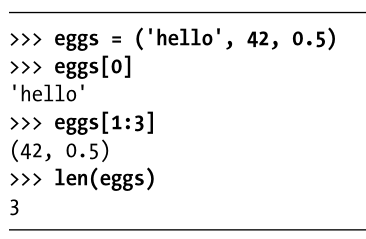 >>> eggs = ('hello', 42, 0.5)
>>> eggs[0]
'hello'
>>> eggs[1:3]
(42, 0.5)
>>> len(eggs)
3